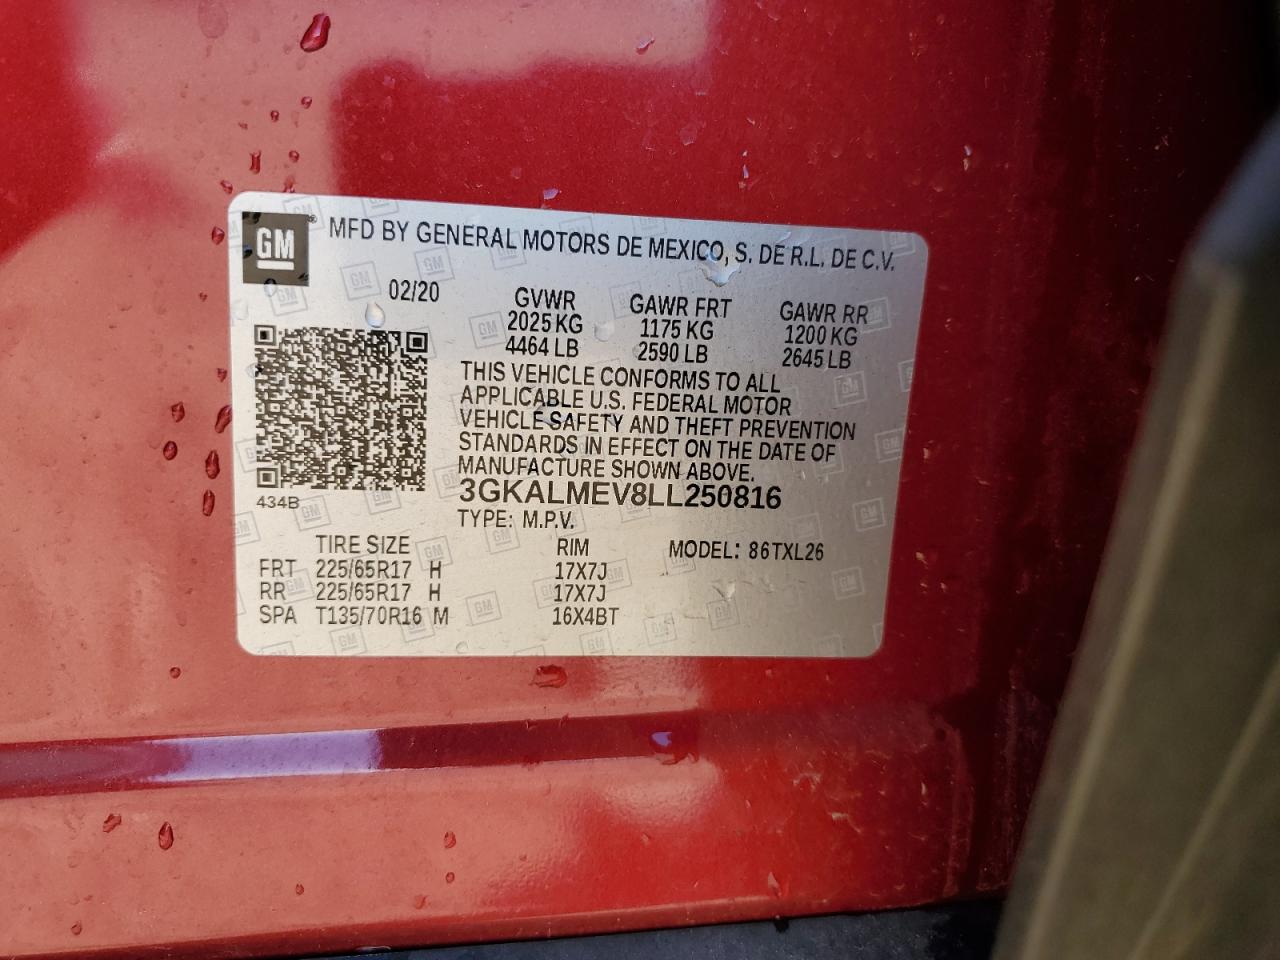 GM® MFD BY GENERAL MOTORS DE MEXICO, S. DE R.L. DE C.V.
02/20 GVWR GAWR FRT GAWR RR
2025 KG 1175 KG 1200 KG
4464 LB 2590 LB 2645 LB
THIS VEHICLE CONFORMS TO ALL
APPLICABLE U.S. FEDERAL MOTOR
VEHICLE SAFETY AND THEFT PREVENTION
STANDARDS IN EFFECT ON THE DATE OF
MANUFACTURE SHOWN ABOVE.
434B 3GKALMEV8LL250816
TYPE: M.P.V.
TIRE SIZE RIM MODEL: 86TXL26
FRT 225/65R17 H 17X7J
RR 225/65R17 H 17X7J
SPA T135/70R16 M 16X4BT